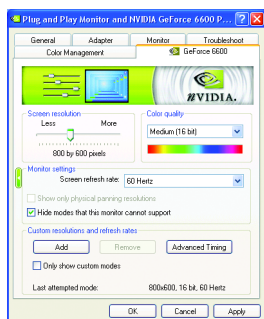 Plug and Play Monitor and NVIDIA GeForce 6600 P...
General Adapter Monitor Troubleshoot
Color Management GeForce 6600
NVIDIA.
Screen resolution
Less More
800 by 600 pixels
Color quality
Medium (16 bit)
Monitor settings
Screen refresh rate: 60 Hertz
Show only physical panning resolutions
Hide modes that this monitor cannot support
Custom resolutions and refresh rates
Add Remove Advanced Timing
Only show custom modes
Last attempted mode: 800x600, 16 bit, 60 Hertz
OK Cancel Apply